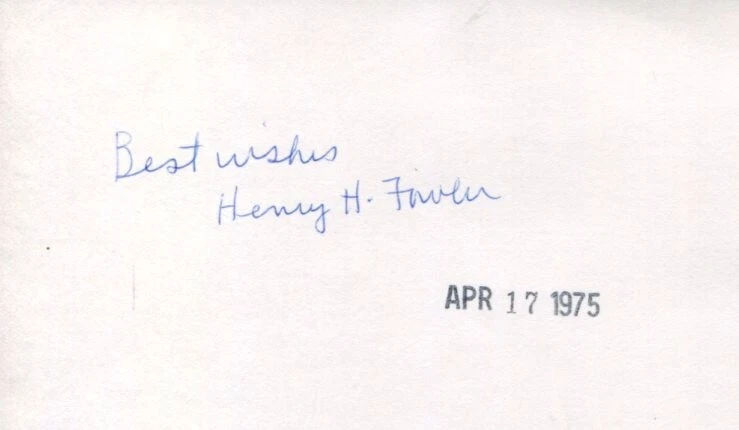 Best wishes
Henry H. Fowler
APR 17 1975